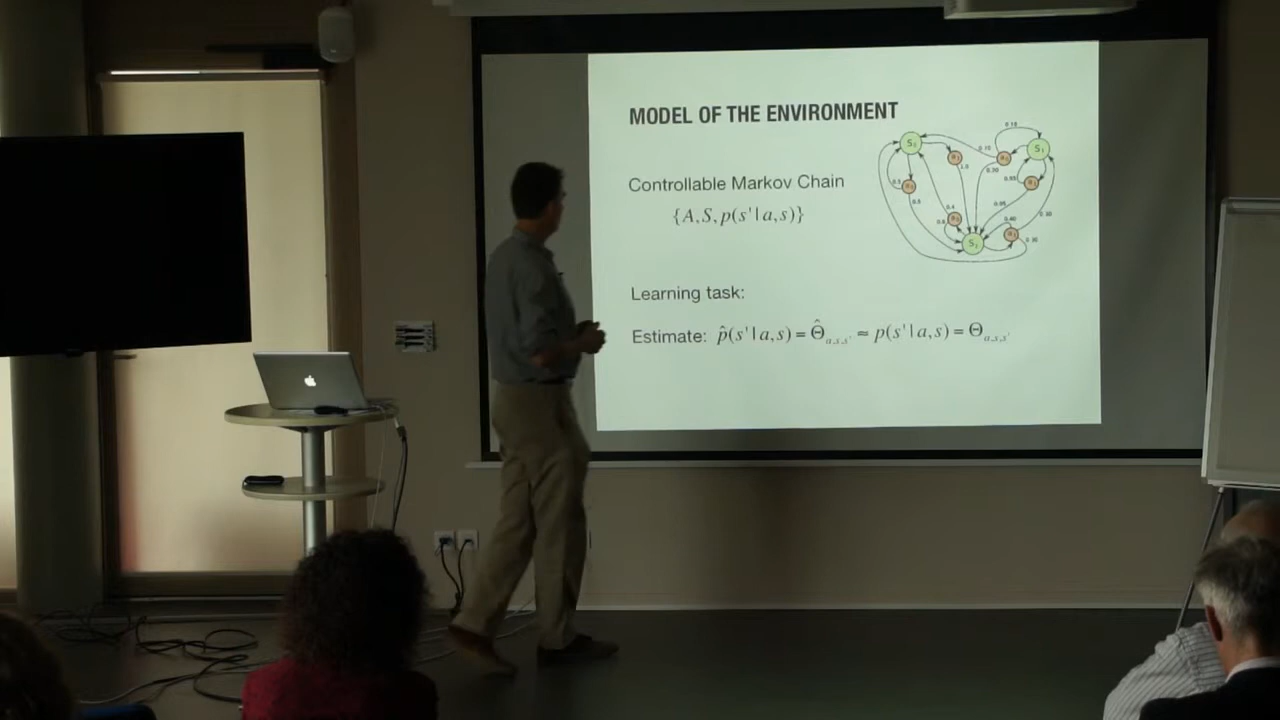 MODEL OF THE ENVIRONMENT
Controllable Markov Chain
{A,S,p(s'|a,s)}
Learning task:
Estimate: p̂(s'|a,s) = Θ̂a,s,s' ≈ p(s'|a,s) = Θa,s,s'